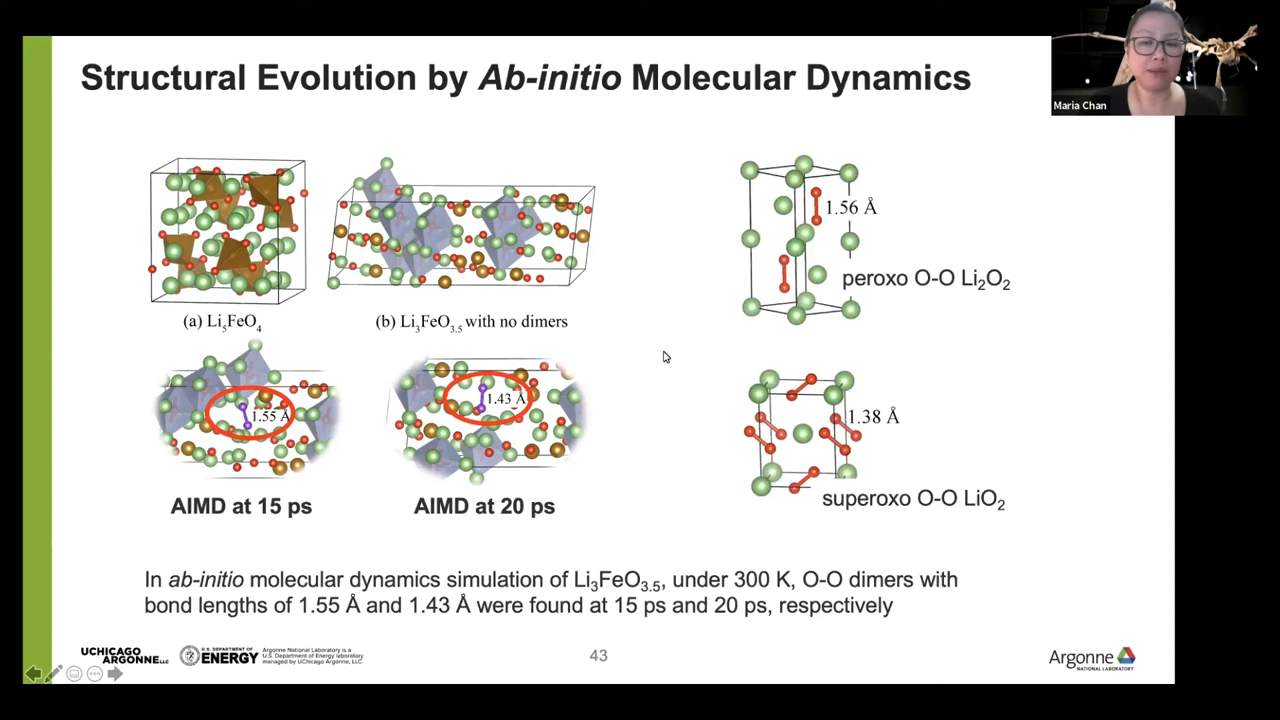 Structural Evolution by Ab-initio Molecular Dynamics
Maria Chan
1.56 Å
peroxo O-O Li₂O₂
(a) Li₅FeO₄
(b) Li₃FeO₃.₅ with no dimers
1.55 Å
1.43 Å
1.38 Å
superoxo O-O LiO₂
AIMD at 15 ps
AIMD at 20 ps
In ab-initio molecular dynamics simulation of Li₃FeO₃.₅, under 300 K, O-O dimers with
bond lengths of 1.55 Å and 1.43 Å were found at 15 ps and 20 ps, respectively
UCHICAGO
ARGONNE LLC
U.S. DEPARTMENT OF
ENERGY
Argonne National Laboratory is a
U.S. Department of Energy laboratory
managed by UChicago Argonne, LLC.
43
Argonne
NATIONAL LABORATORY